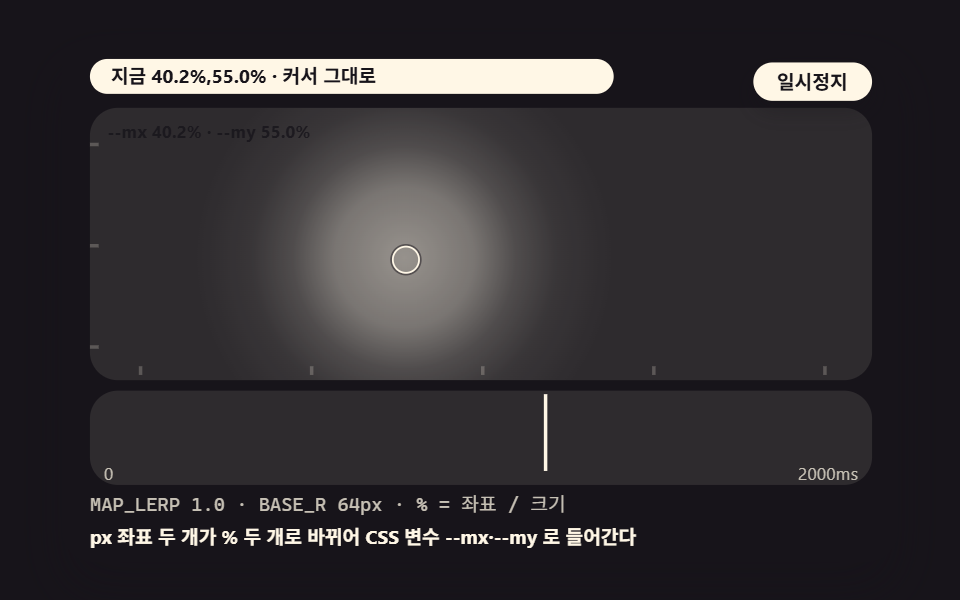 지금 40.2%,55.0% · 커서 그대로
일시정지
--mx 40.2% · --my 55.0%
0
2000ms
MAP_LERP 1.0 · BASE_R 64px · % = 좌표 / 크기
px 좌표 두 개가 % 두 개로 바뀌어 CSS 변수 --mx·--my 로 들어간다